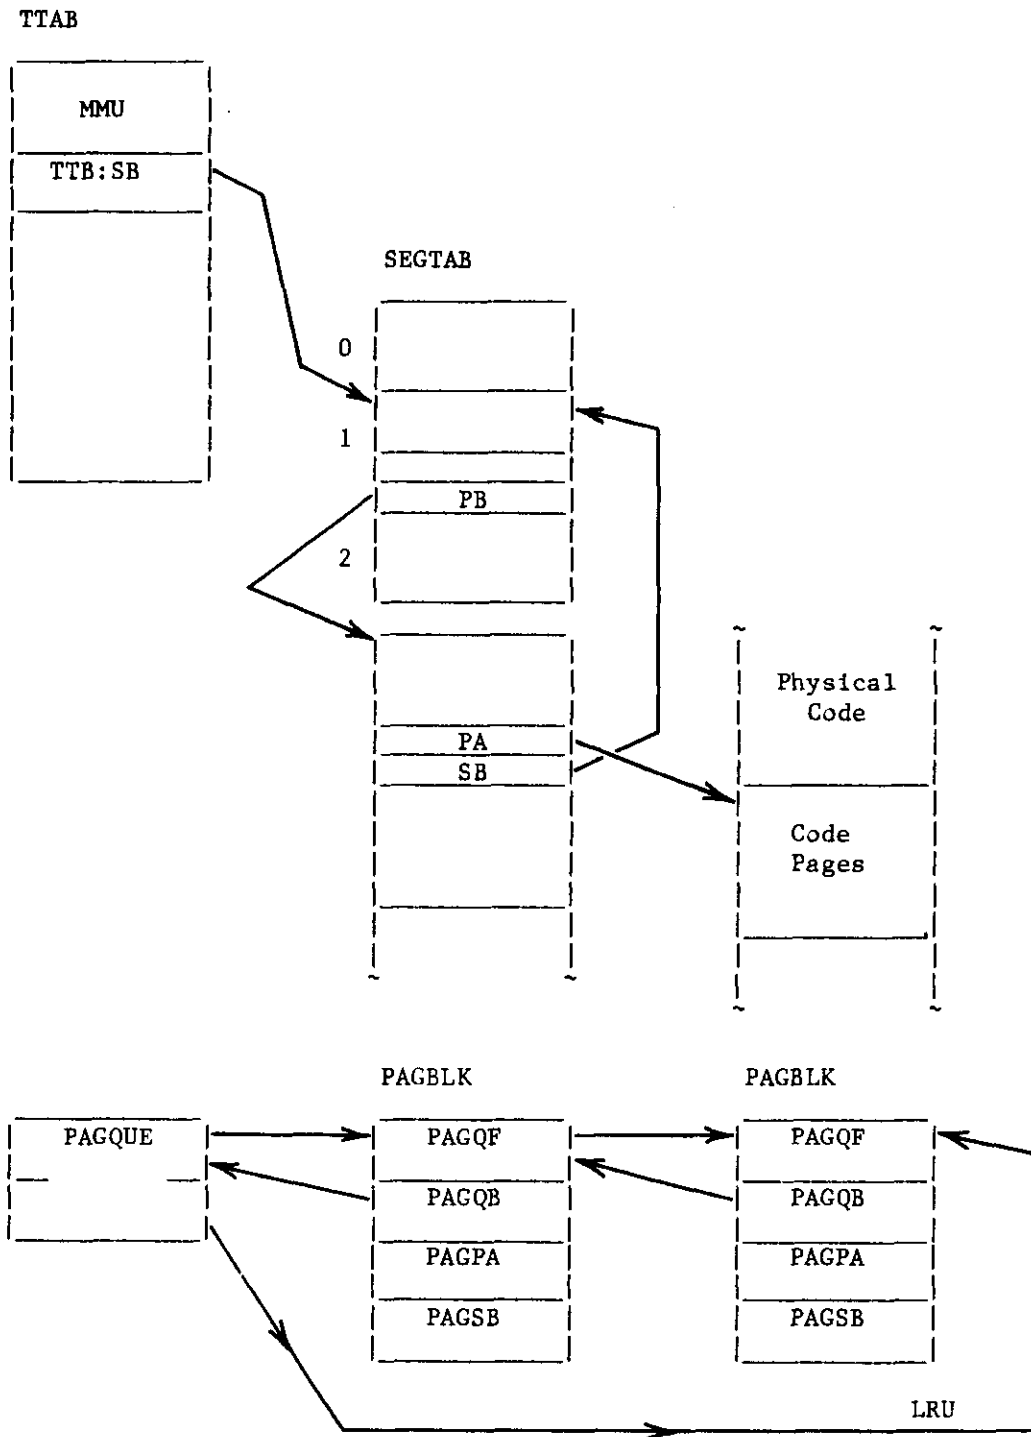 TTAB
MMU
TTB:SB
SEGTAB
0
1
PB
2
Physical
Code
PA
SB
Code
Pages
PAGBLK PAGBLK
PAGQUE PAGQF PAGQF
PAGQB PAGQB
PAGPA PAGPA
PAGSB PAGSB
LRU